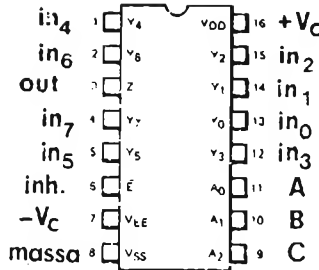 in4 1 Y4 VDD 16 +VC
in6 2 Y6 Y2 15 in2
out 3 Z Y1 14 in1
in7 4 Y7 Y0 13 in0
in5 5 Y5 Y3 12 in3
inh. 6 E̅ A0 11 A
-VC 7 VEE A1 10 B
massa 8 VSS A2 9 C